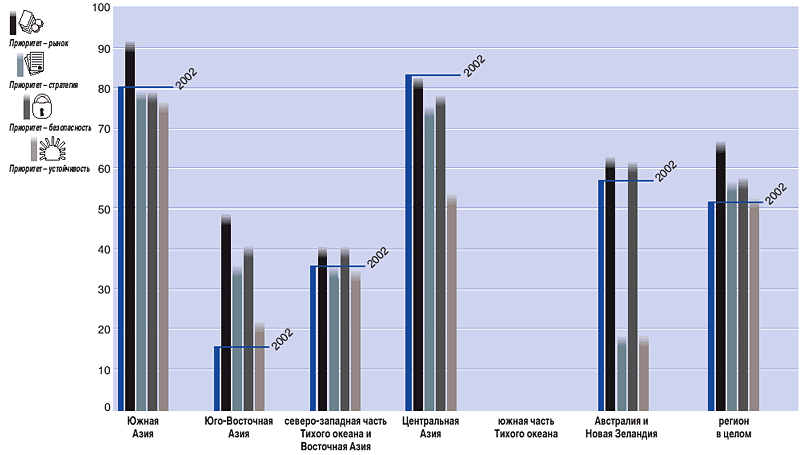 Приоритет – рынок
Приоритет – стратегия
Приоритет – безопасность
Приоритет – устойчивость
100
90
80
70
60
50
40
30
20
10
0
2002
2002
2002
2002
2002
2002
Южная
Азия
Юго-Восточная
Азия
северо-западная часть
Тихого океана и
Восточная Азия
Центральная
Азия
южная часть
Тихого океана
Австралия и
Новая Зеландия
регион
в целом